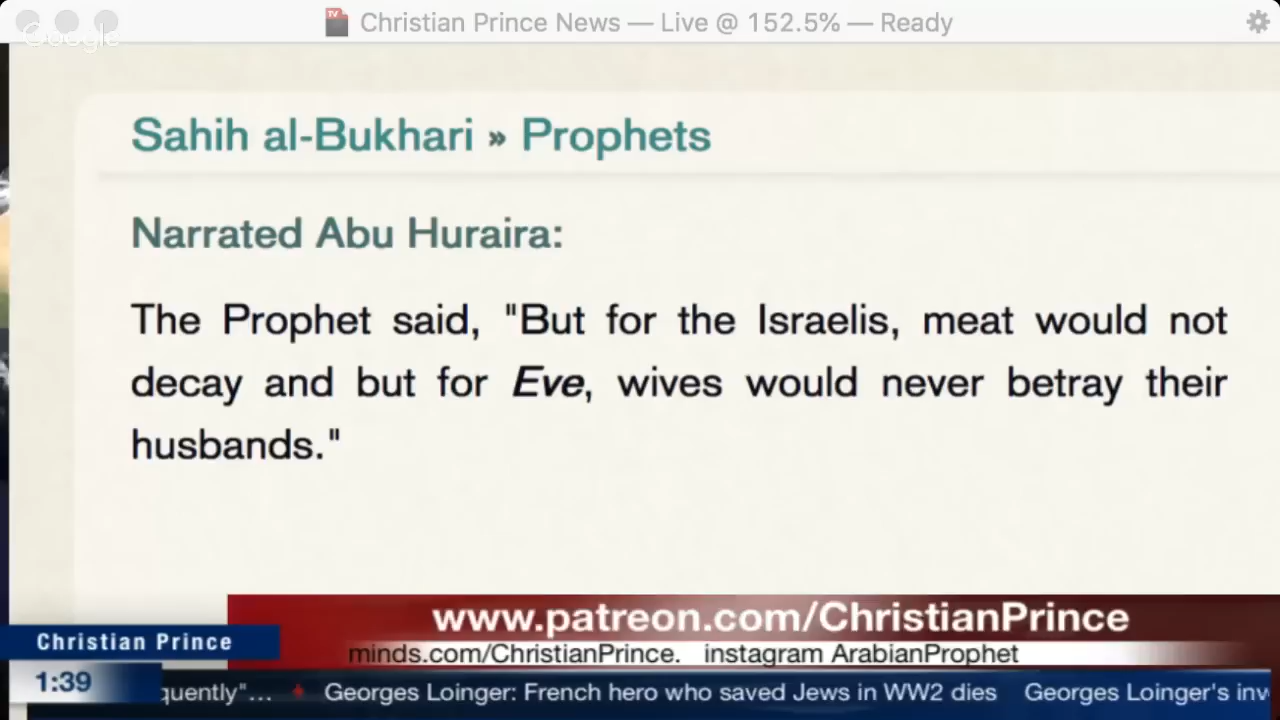 Christian Prince News — Live @ 152.5% — Ready
Google
Sahih al-Bukhari » Prophets
Narrated Abu Huraira:
The Prophet said, "But for the Israelis, meat would not
decay and but for Eve, wives would never betray their
husbands."
www.patreon.com/ChristianPrince
Christian Prince
minds.com/ChristianPrince. instagram ArabianProphet
1:39
quently"... Georges Loinger: French hero who saved Jews in WW2 dies Georges Loinger's inv